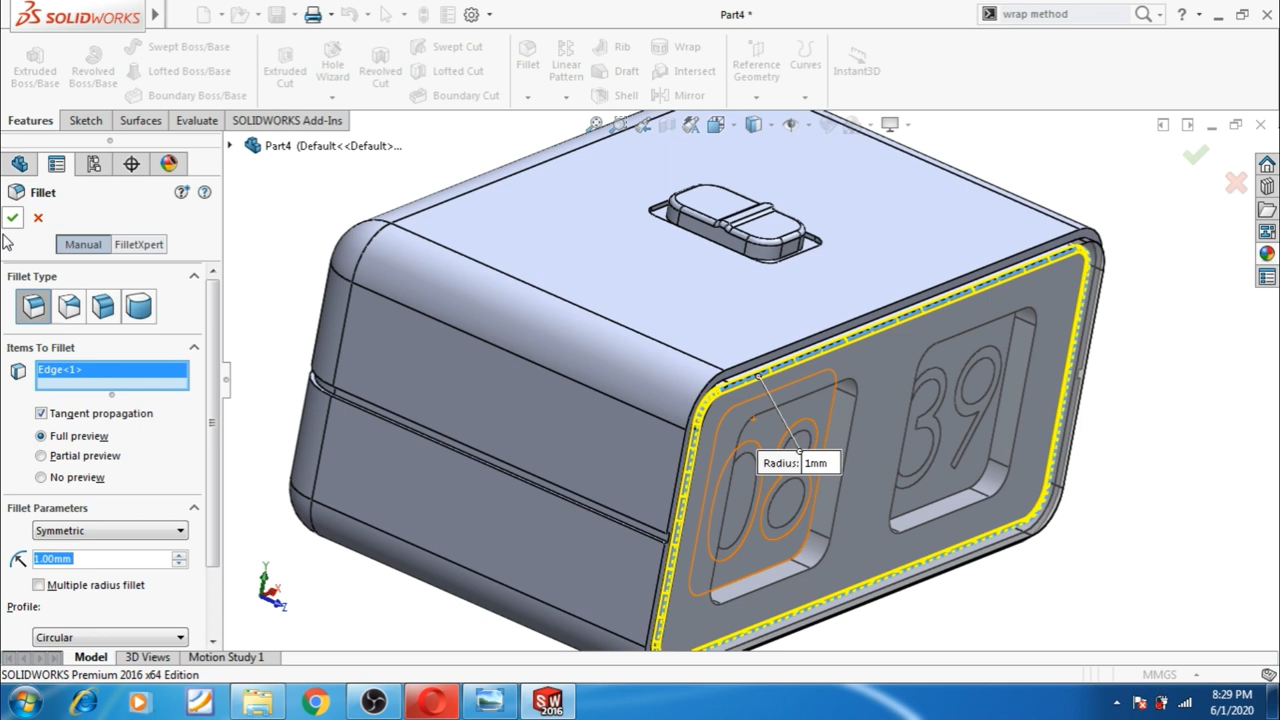 SOLIDWORKS
Part4 *
wrap method
?
Extruded Boss/Base
Revolved Boss/Base
Swept Boss/Base
Lofted Boss/Base
Boundary Boss/Base
Extruded Cut
Hole Wizard
Revolved Cut
Swept Cut
Lofted Cut
Boundary Cut
Fillet
Linear Pattern
Rib
Draft
Shell
Wrap
Intersect
Mirror
Reference Geometry
Curves
Instant3D
Features
Sketch
Surfaces
Evaluate
SOLIDWORKS Add-Ins
Part4 (Default<<Default>...
Fillet
Manual
FilletXpert
Fillet Type
Items To Fillet
Edge<1>
Tangent propagation
Full preview
Partial preview
No preview
Fillet Parameters
Symmetric
1.00mm
Multiple radius fillet
Profile:
Circular
08
39
Radius: 1mm
Y
X
Z
Model
3D Views
Motion Study 1
SOLIDWORKS Premium 2016 x64 Edition
MMGS
SW
2016
8:29 PM
6/1/2020